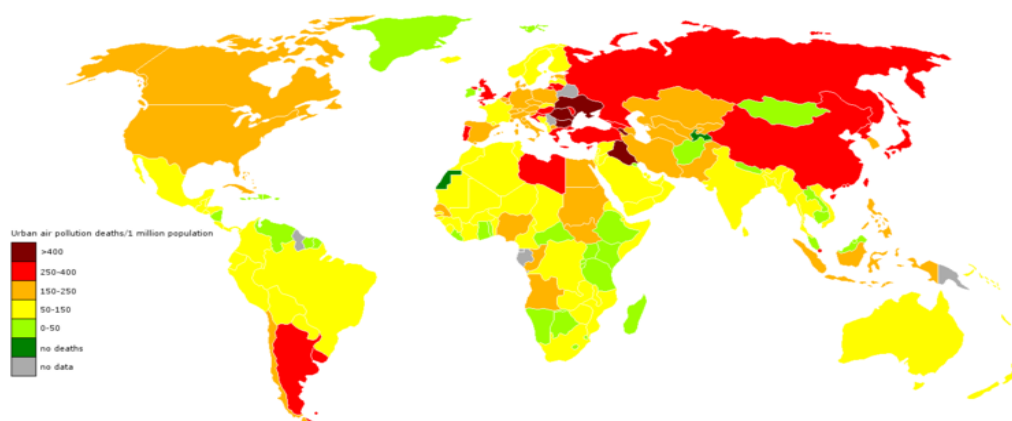 Urban air pollution deaths/1 million population
>400
250-400
150-250
50-150
0-50
no deaths
no data